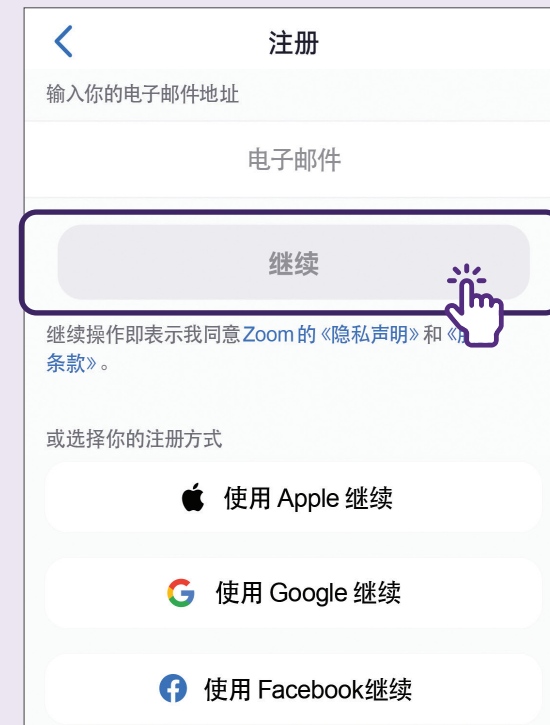 注册
输入你的电子邮件地址
电子邮件
继续
继续操作即表示我同意Zoom的《隐私声明》和《
条款》。
或选择你的注册方式
使用 Apple 继续
使用 Google 继续
使用 Facebook继续